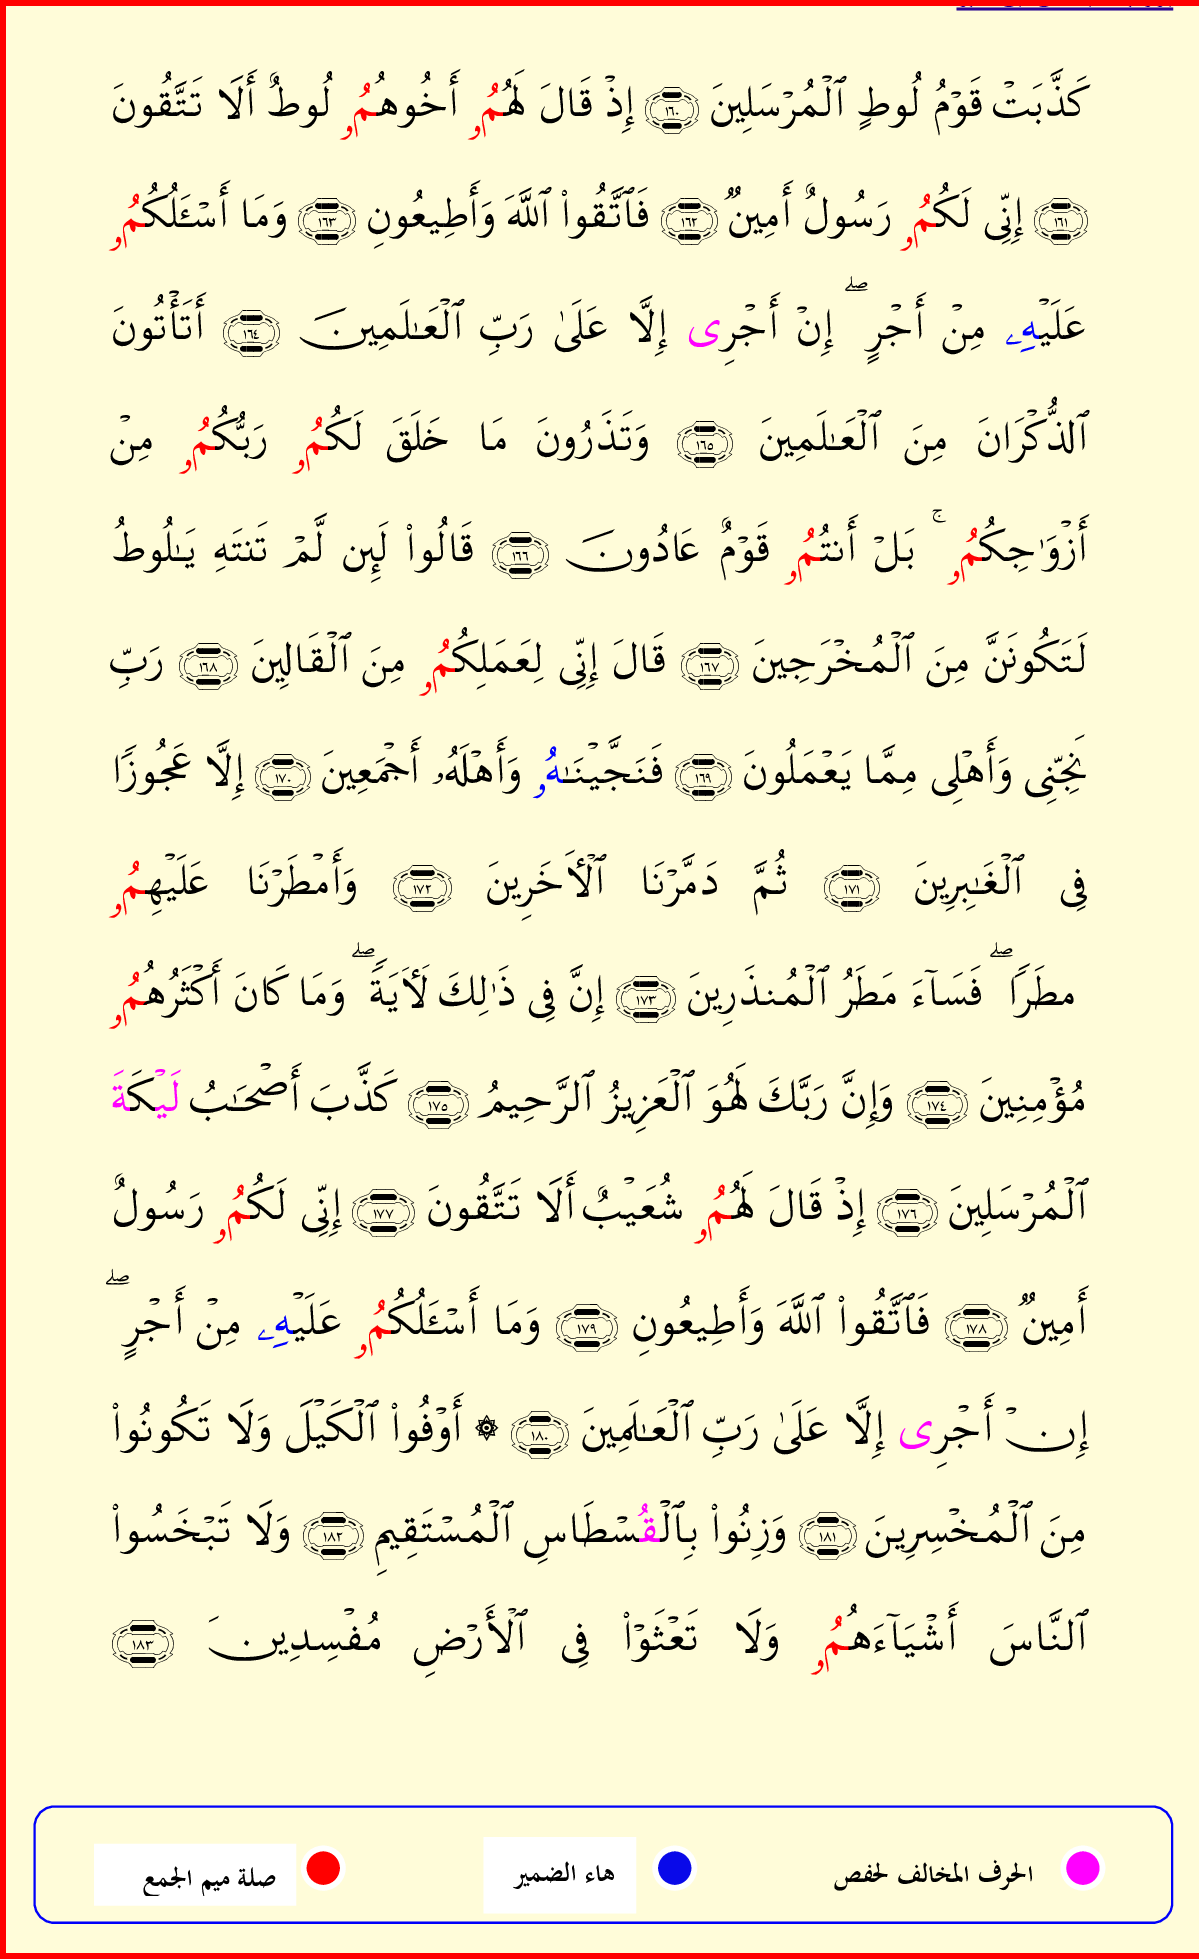 كَذَّبَتۡ قَوۡمُ لُوطٍ ٱلۡمُرۡسَلِينَ ١٦٠ إِذۡ قَالَ لَهُمُۥ أَخُوهُمُۥ لُوطٌ أَلَا تَتَّقُونَ
١٦١ إِنِّى لَكُمُۥ رَسُولٌ أَمِينٌ ١٦٢ فَٱتَّقُواْ ٱللَّهَ وَأَطِيعُونِ ١٦٣ وَمَا أَسۡـَٔلُكُمُۥ
عَلَيۡهِۦ مِنۡ أَجۡرٍ ۖ إِنۡ أَجۡرِى إِلَّا عَلَىٰ رَبِّ ٱلۡعَـٰلَمِينَ ١٦٤ أَتَأۡتُونَ
ٱلذُّكۡرَانَ مِنَ ٱلۡعَـٰلَمِينَ ١٦٥ وَتَذَرُونَ مَا خَلَقَ لَكُمُۥ رَبُّكُمُۥ مِنۡ
أَزۡوَٰجِكُمُۥ ۚ بَلۡ أَنتُمُۥ قَوۡمٌ عَادُونَ ١٦٦ قَالُواْ لَئِن لَّمۡ تَنتَهِ يَـٰلُوطُ
لَتَكُونَنَّ مِنَ ٱلۡمُخۡرَجِينَ ١٦٧ قَالَ إِنِّى لِعَمَلِكُمُۥ مِنَ ٱلۡقَالِينَ ١٦٨ رَبِّ
نَجِّنِى وَأَهۡلِى مِمَّا يَعۡمَلُونَ ١٦٩ فَنَجَّيۡنَـٰهُۥ وَأَهۡلَهُۥ أَجۡمَعِينَ ١٧٠ إِلَّا عَجُوزًا
فِى ٱلۡغَـٰبِرِينَ ١٧١ ثُمَّ دَمَّرۡنَا ٱلۡأَخَرِينَ ١٧٢ وَأَمۡطَرۡنَا عَلَيۡهِمُۥ
مطَرًا ۖ فَسَآءَ مَطَرُ ٱلۡمُنذَرِينَ ١٧٣ إِنَّ فِى ذَٰلِكَ لَأَيَةً ۖ وَمَا كَانَ أَكۡثَرُهُمُۥ
مُؤۡمِنِينَ ١٧٤ وَإِنَّ رَبَّكَ لَهُوَ ٱلۡعَزِيزُ ٱلرَّحِيمُ ١٧٥ كَذَّبَ أَصۡحَـٰبُ لَيۡكَةَ
ٱلۡمُرۡسَلِينَ ١٧٦ إِذۡ قَالَ لَهُمُۥ شُعَيۡبٌ أَلَا تَتَّقُونَ ١٧٧ إِنِّى لَكُمُۥ رَسُولٌ
أَمِينٌ ١٧٨ فَٱتَّقُواْ ٱللَّهَ وَأَطِيعُونِ ١٧٩ وَمَا أَسۡـَٔلُكُمُۥ عَلَيۡهِۦ مِنۡ أَجۡرٍ ۖ
إِنۡ أَجۡرِى إِلَّا عَلَىٰ رَبِّ ٱلۡعَـٰلَمِينَ ١٨٠ ۞ أَوۡفُواْ ٱلۡكَيۡلَ وَلَا تَكُونُواْ
مِنَ ٱلۡمُخۡسِرِينَ ١٨١ وَزِنُواْ بِٱلۡقُسۡطَاسِ ٱلۡمُسۡتَقِيمِ ١٨٢ وَلَا تَبۡخَسُواْ
ٱلنَّاسَ أَشۡيَآءَهُمُۥ وَلَا تَعۡثَوۡاْ فِى ٱلۡأَرۡضِ مُفۡسِدِينَ ١٨٣
الحرف المخالف لحفص هاء الضمير صلة ميم الجمع